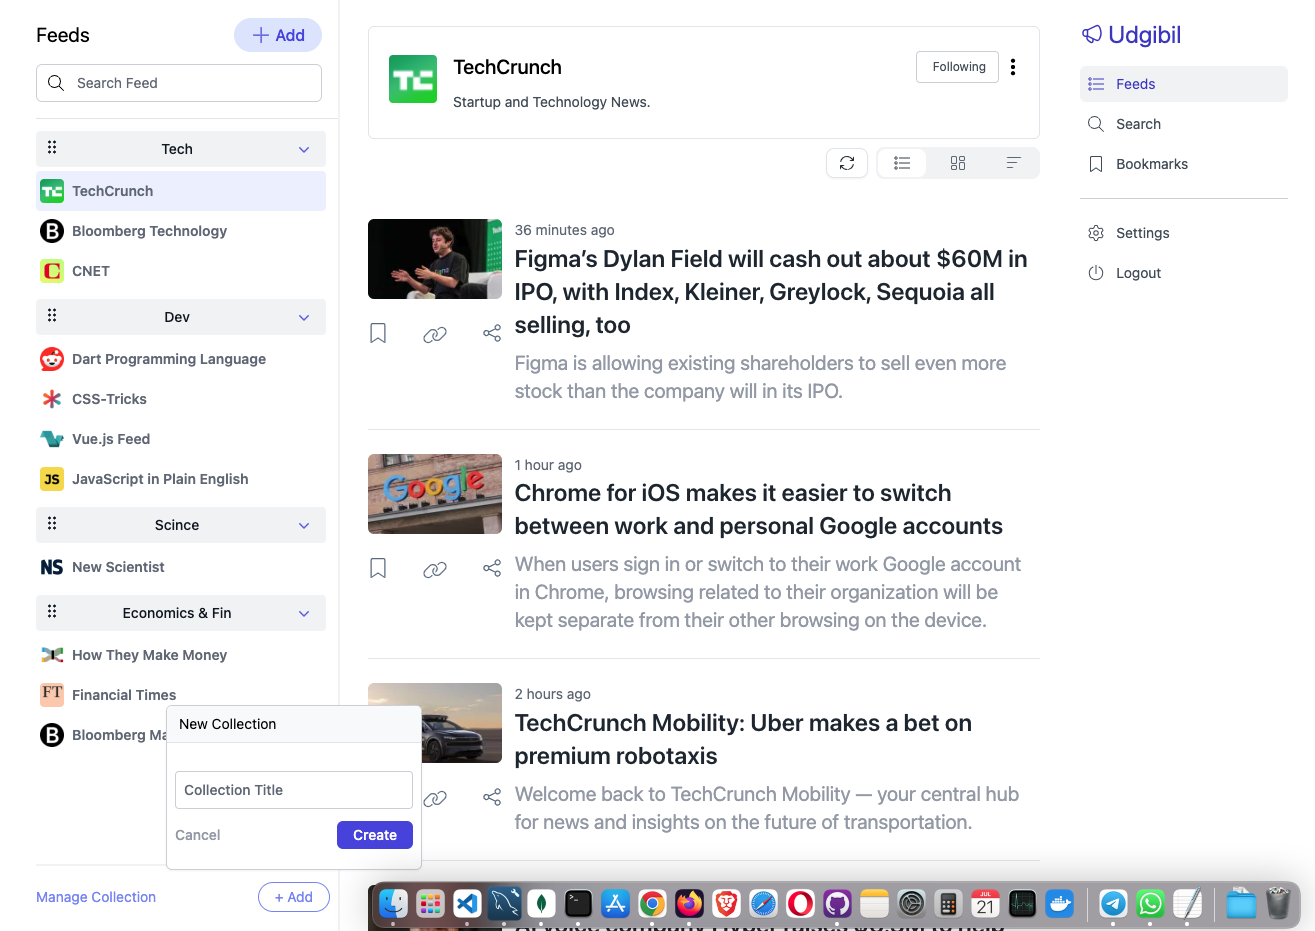 Feeds
Add
Search Feed
Tech
TechCrunch
Bloomberg Technology
CNET
Dev
Dart Programming Language
CSS-Tricks
Vue.js Feed
JS
JavaScript in Plain English
Scince
NS
New Scientist
Economics & Fin
How They Make Money
FT
Financial Times
B
Bloomberg Ma
New Collection
Collection Title
Cancel
Create
Manage Collection
+ Add
TechCrunch
Following
Startup and Technology News.
36 minutes ago
Figma’s Dylan Field will cash out about $60M in
IPO, with Index, Kleiner, Greylock, Sequoia all
selling, too
Figma is allowing existing shareholders to sell even more
stock than the company will in its IPO.
Google
1 hour ago
Chrome for iOS makes it easier to switch
between work and personal Google accounts
When users sign in or switch to their work Google account
in Chrome, browsing related to their organization will be
kept separate from their other browsing on the device.
2 hours ago
TechCrunch Mobility: Uber makes a bet on
premium robotaxis
Welcome back to TechCrunch Mobility — your central hub
for news and insights on the future of transportation.
JUL
21
Udgibil
Feeds
Search
Bookmarks
Settings
Logout